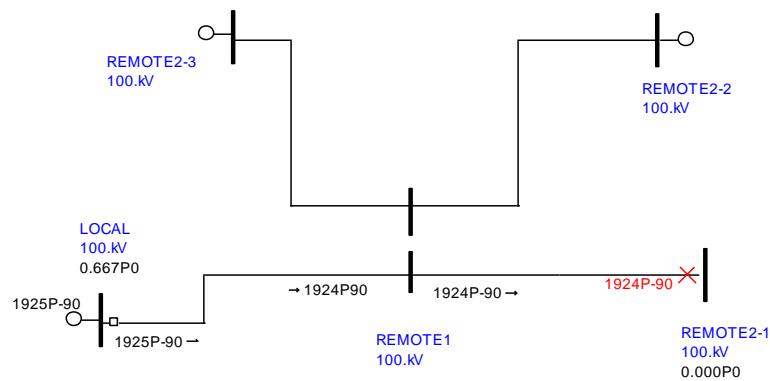 REMOTE2-3
100.kV
REMOTE2-2
100.kV
LOCAL
100.kV
0.667P0
1925P-90
1925P-90 →
→ 1924P90
1924P-90 →
1924P-90
REMOTE1
100.kV
REMOTE2-1
100.kV
0.000P0